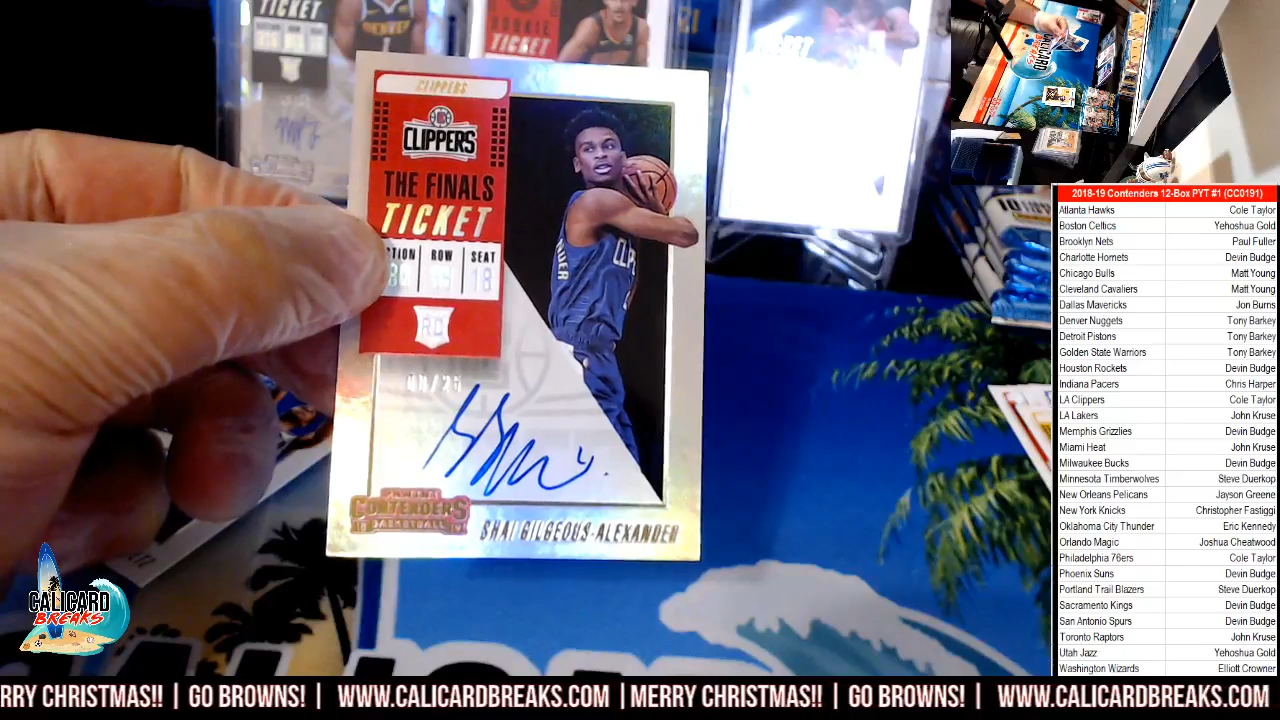 TICKET
DENVER
ROOKIE
TICKET
CLIPPERS
CLIPPERS
THE FINALS
TICKET
ROW
SEAT
18
RC
/25
PANINI
CONTENDERS
BASKETBALL
SHAI GILGEOUS-ALEXANDER
CALICARD
BREAKS
2018-19 Contenders 12-Box PYT #1 (CC0191)
Atlanta Hawks Cole Taylor
Boston Celtics Yehoshua Gold
Brooklyn Nets Paul Fuller
Charlotte Hornets Devin Budge
Chicago Bulls Matt Young
Cleveland Cavaliers Matt Young
Dallas Mavericks Jon Burns
Denver Nuggets Tony Barkey
Detroit Pistons Tony Barkey
Golden State Warriors Tony Barkey
Houston Rockets Devin Budge
Indiana Pacers Chris Harper
LA Clippers Cole Taylor
LA Lakers John Kruse
Memphis Grizzlies Devin Budge
Miami Heat John Kruse
Milwaukee Bucks Devin Budge
Minnesota Timberwolves Steve Duerkop
New Orleans Pelicans Jayson Greene
New York Knicks Christopher Fastiggi
Oklahoma City Thunder Eric Kennedy
Orlando Magic Joshua Cheatwood
Philadelphia 76ers Cole Taylor
Phoenix Suns Devin Budge
Portland Trail Blazers Steve Duerkop
Sacramento Kings Devin Budge
San Antonio Spurs Devin Budge
Toronto Raptors John Kruse
Utah Jazz Yehoshua Gold
Washington Wizards Elliott Crowner
RRY CHRISTMAS!! | GO BROWNS! | WWW.CALICARDBREAKS.COM | MERRY CHRISTMAS!! | GO BROWNS! | WWW.CALICARDBREAKS.COM